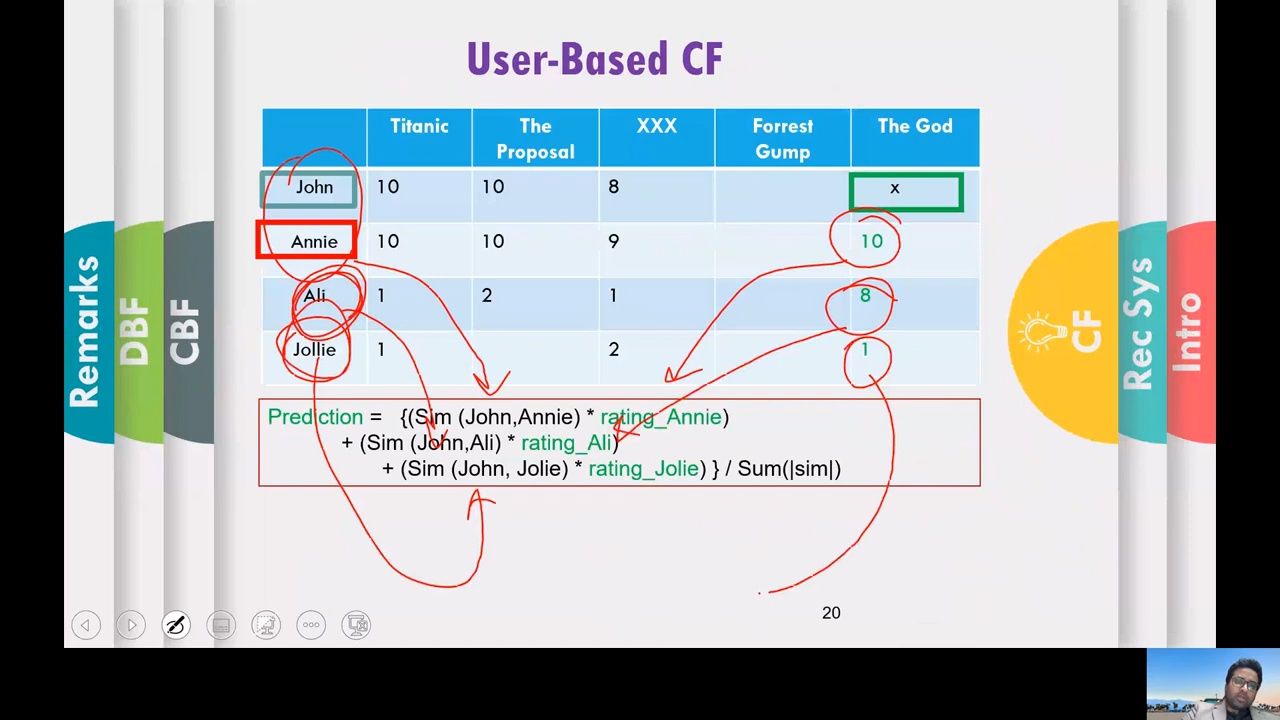 User-Based CF
Titanic The Proposal XXX Forrest Gump The God
John 10 10 8 x
Annie 10 10 9 10
Ali 1 2 1 8
Jollie 1 2 1
Prediction = {(Sim (John,Annie) * rating_Annie)
+ (Sim (John,Ali) * rating_Ali)
+ (Sim (John, Jolie) * rating_Jolie) } / Sum(|sim|)
20
Remarks
DBF
CBF
CF
Rec Sys
Intro